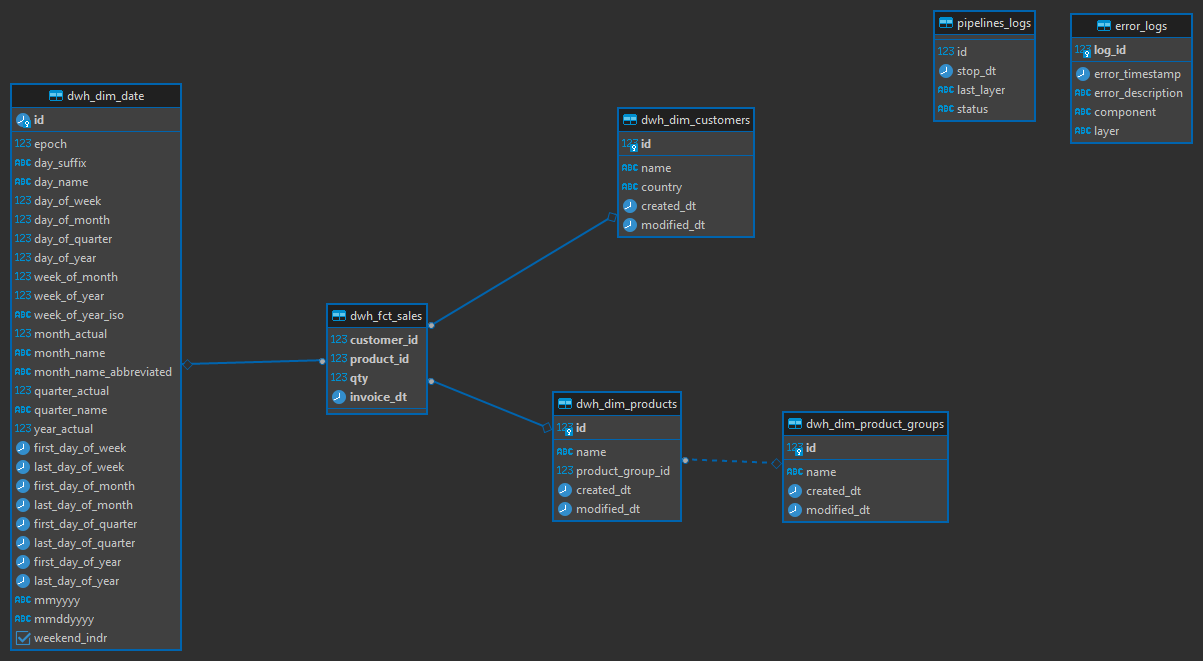 dwh_dim_date
id
123 epoch
ABC day_suffix
ABC day_name
123 day_of_week
123 day_of_month
123 day_of_quarter
123 day_of_year
123 week_of_month
123 week_of_year
ABC week_of_year_iso
123 month_actual
ABC month_name
ABC month_name_abbreviated
123 quarter_actual
ABC quarter_name
123 year_actual
first_day_of_week
last_day_of_week
first_day_of_month
last_day_of_month
first_day_of_quarter
last_day_of_quarter
first_day_of_year
last_day_of_year
ABC mmyyyy
ABC mmddyyyy
weekend_indr
dwh_fct_sales
123 customer_id
123 product_id
123 qty
invoice_dt
dwh_dim_customers
123 id
ABC name
ABC country
created_dt
modified_dt
dwh_dim_products
123 id
ABC name
123 product_group_id
created_dt
modified_dt
dwh_dim_product_groups
123 id
ABC name
created_dt
modified_dt
pipelines_logs
123 id
stop_dt
ABC last_layer
ABC status
error_logs
123 log_id
error_timestamp
ABC error_description
ABC component
ABC layer